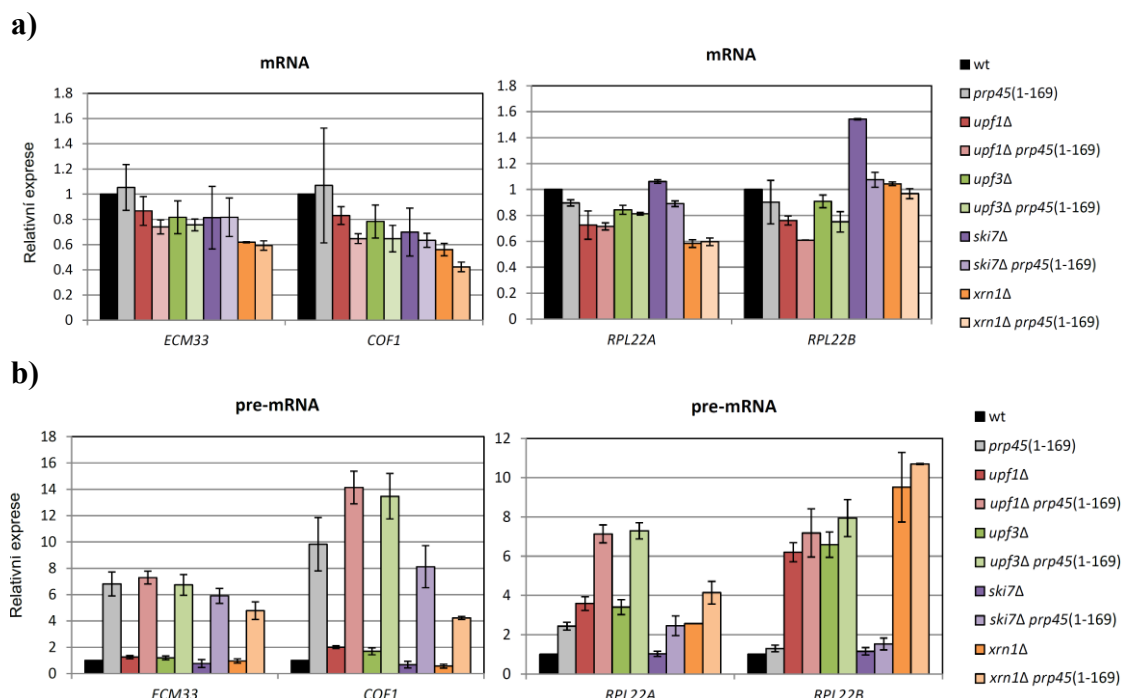 a)
mRNA
Relativní exprese
1.8
1.6
1.4
1.2
1
0.8
0.6
0.4
0.2
0
ECM33 COF1
mRNA
1.8
1.6
1.4
1.2
1
0.8
0.6
0.4
0.2
0
RPL22A RPL22B
wt
prp45(1-169)
upf1Δ
upf1Δ prp45(1-169)
upf3Δ
upf3Δ prp45(1-169)
ski7Δ
ski7Δ prp45(1-169)
xrn1Δ
xrn1Δ prp45(1-169)
b)
pre-mRNA
Relativní exprese
18
16
14
12
10
8
6
4
2
0
ECM33 COF1
pre-mRNA
12
10
8
6
4
2
0
RPL22A RPL22B
wt
prp45(1-169)
upf1Δ
upf1Δ prp45(1-169)
upf3Δ
upf3Δ prp45(1-169)
ski7Δ
ski7Δ prp45(1-169)
xrn1Δ
xrn1Δ prp45(1-169)